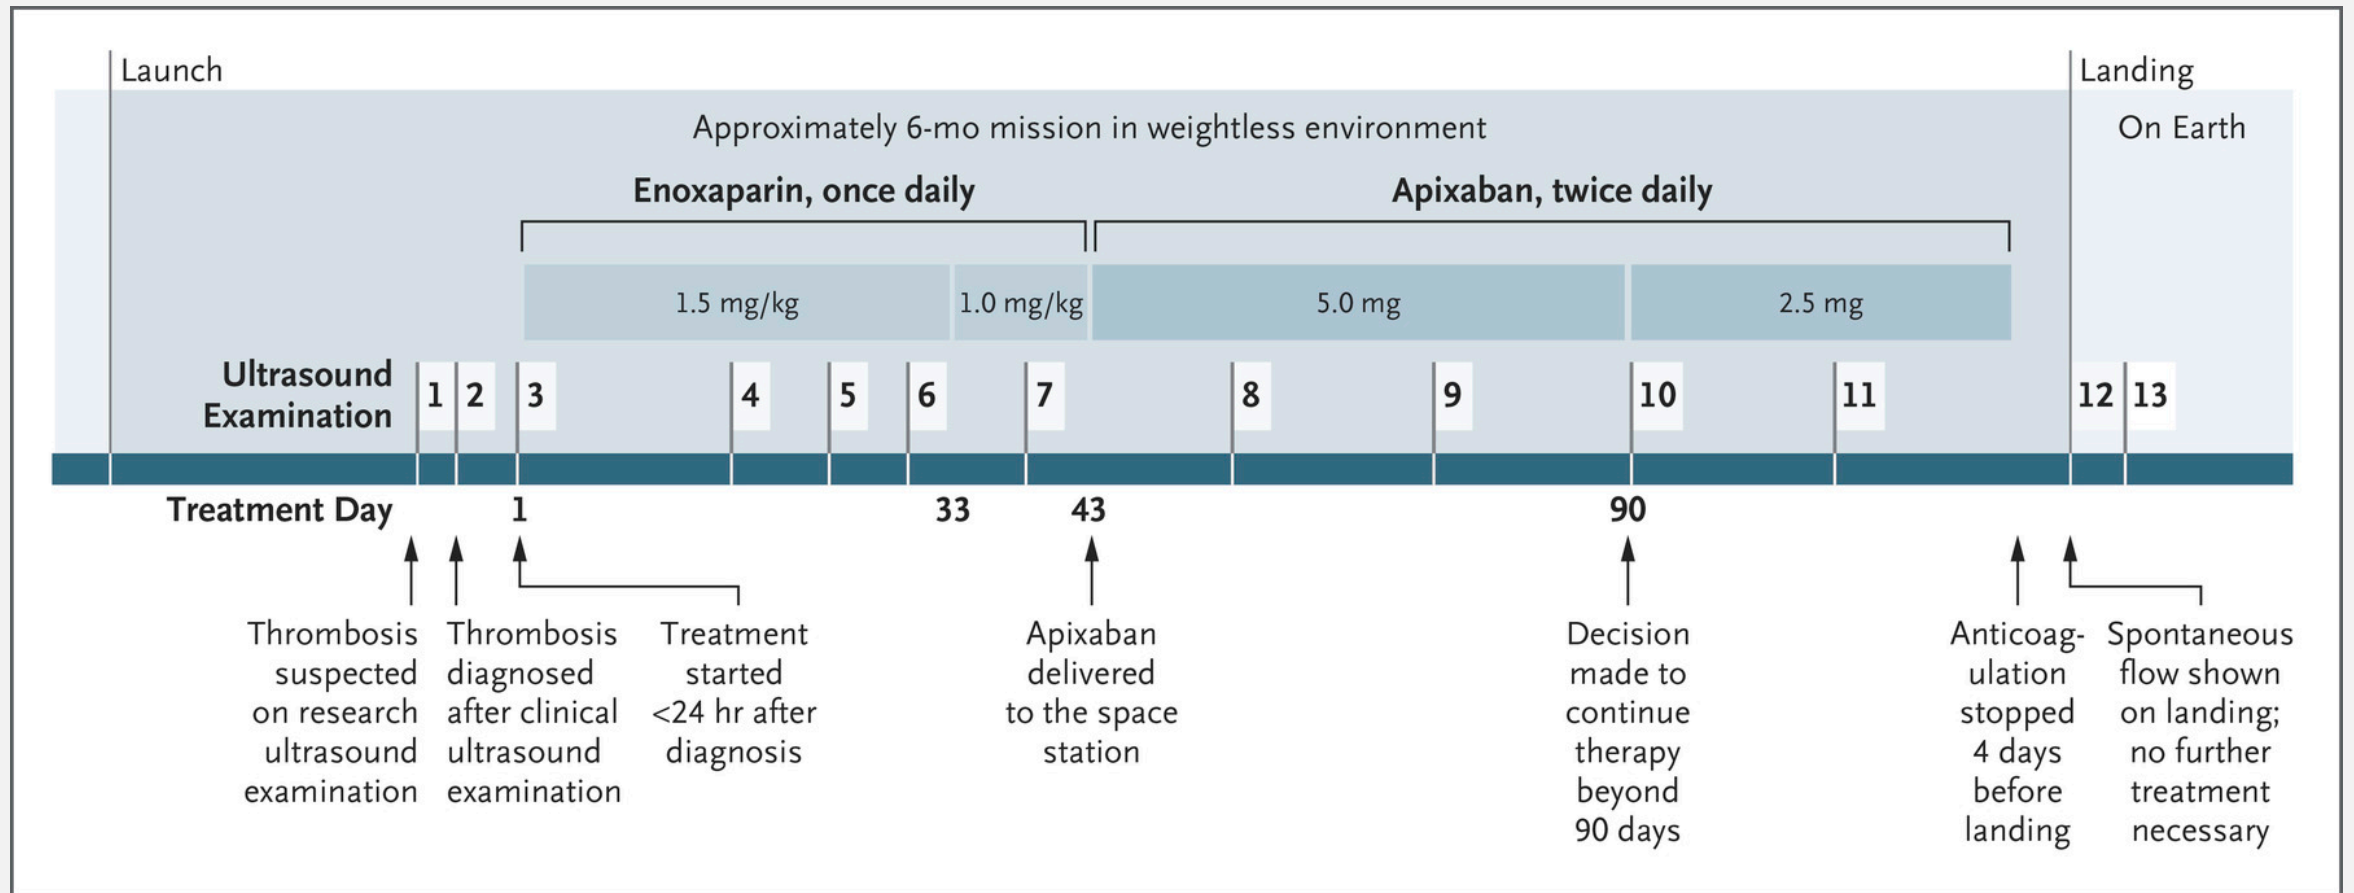 Launch
Landing
Approximately 6-mo mission in weightless environment
On Earth
Enoxaparin, once daily
Apixaban, twice daily
1.5 mg/kg
1.0 mg/kg
5.0 mg
2.5 mg
Ultrasound
Examination
1 2 3 4 5 6 7 8 9 10 11 12 13
Treatment Day 1 33 43 90
Thrombosis
suspected
on research
ultrasound
examination
Thrombosis
diagnosed
after clinical
ultrasound
examination
Treatment
started
<24 hr after
diagnosis
Apixaban
delivered
to the space
station
Decision
made to
continue
therapy
beyond
90 days
Anticoag-
ulation
stopped
4 days
before
landing
Spontaneous
flow shown
on landing;
no further
treatment
necessary